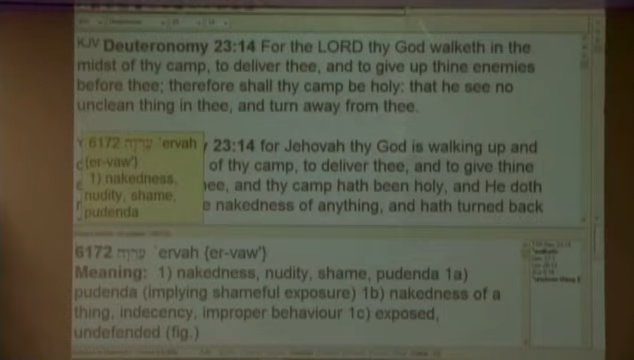 KJV Deuteronomy 23:14 For the LORD thy God walketh in the
midst of thy camp, to deliver thee, and to give up thine enemies
before thee; therefore shall thy camp be holy: that he see no
unclean thing in thee, and turn away from thee.
23:14 for Jehovah thy God is walking up and
of thy camp, to deliver thee, and to give thine
ee, and thy camp hath been holy, and He doth
e nakedness of anything, and hath turned back
6172 ערוה `ervah
(er-vaw')
1) nakedness,
nudity, shame,
pudenda
6172 ערוה `ervah {er-vaw'}
Meaning: 1) nakedness, nudity, shame, pudenda 1a)
pudenda (implying shameful exposure) 1b) nakedness of a
thing, indecency, improper behaviour 1c) exposed,
undefended (fig.)